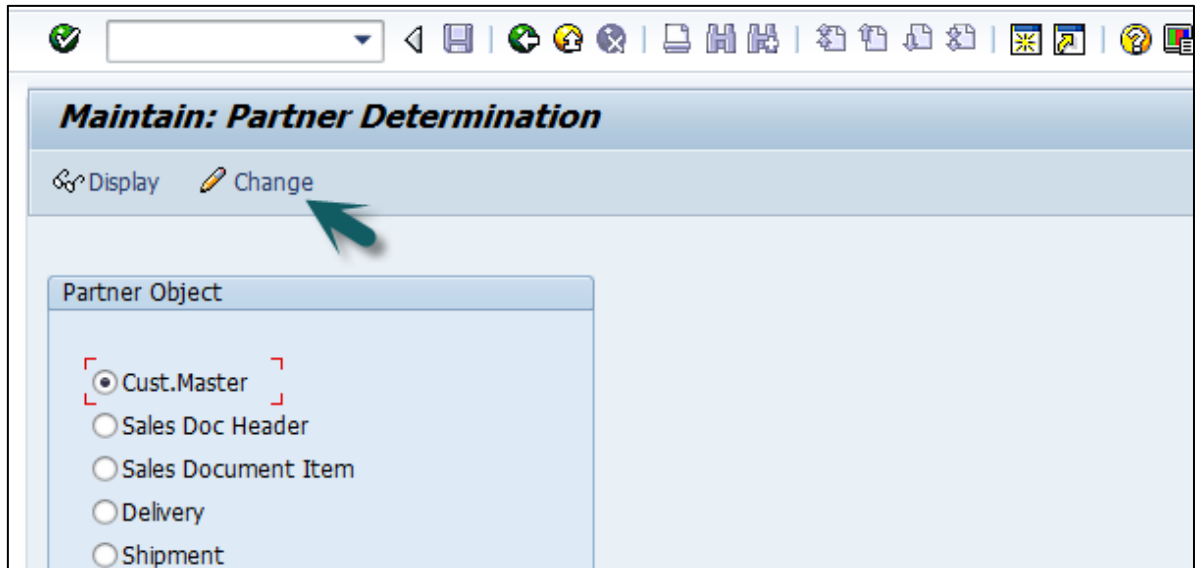 Maintain: Partner Determination
Display Change
Partner Object
Cust.Master
Sales Doc Header
Sales Document Item
Delivery
Shipment